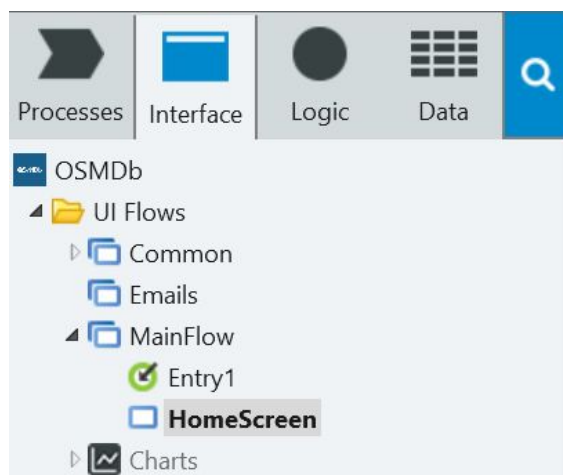 Processes Interface Logic Data
OSMDb
UI Flows
Common
Emails
MainFlow
Entry1
HomeScreen
Charts